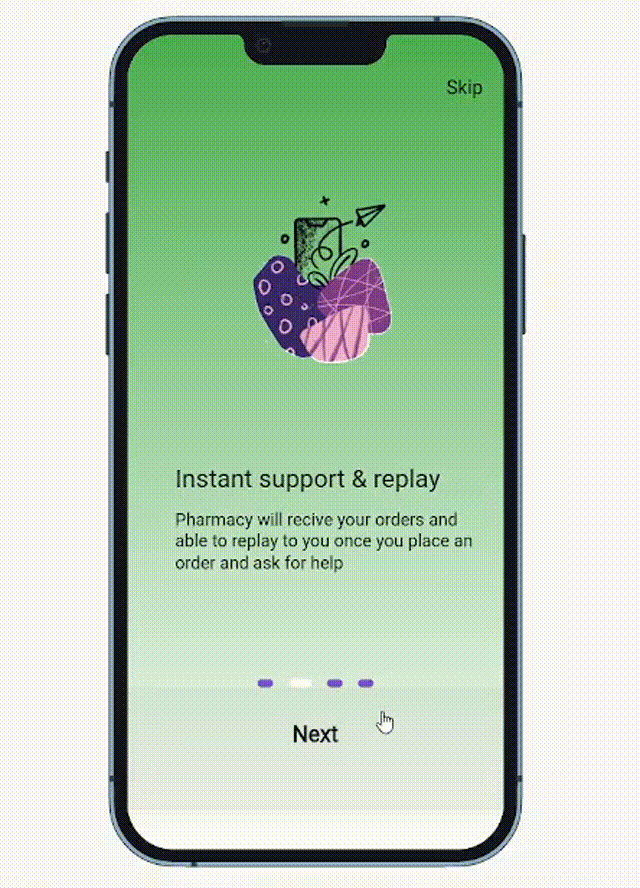 Skip
Instant support & replay
Pharmacy will recive your orders and
able to replay to you once you place an
order and ask for help
Next